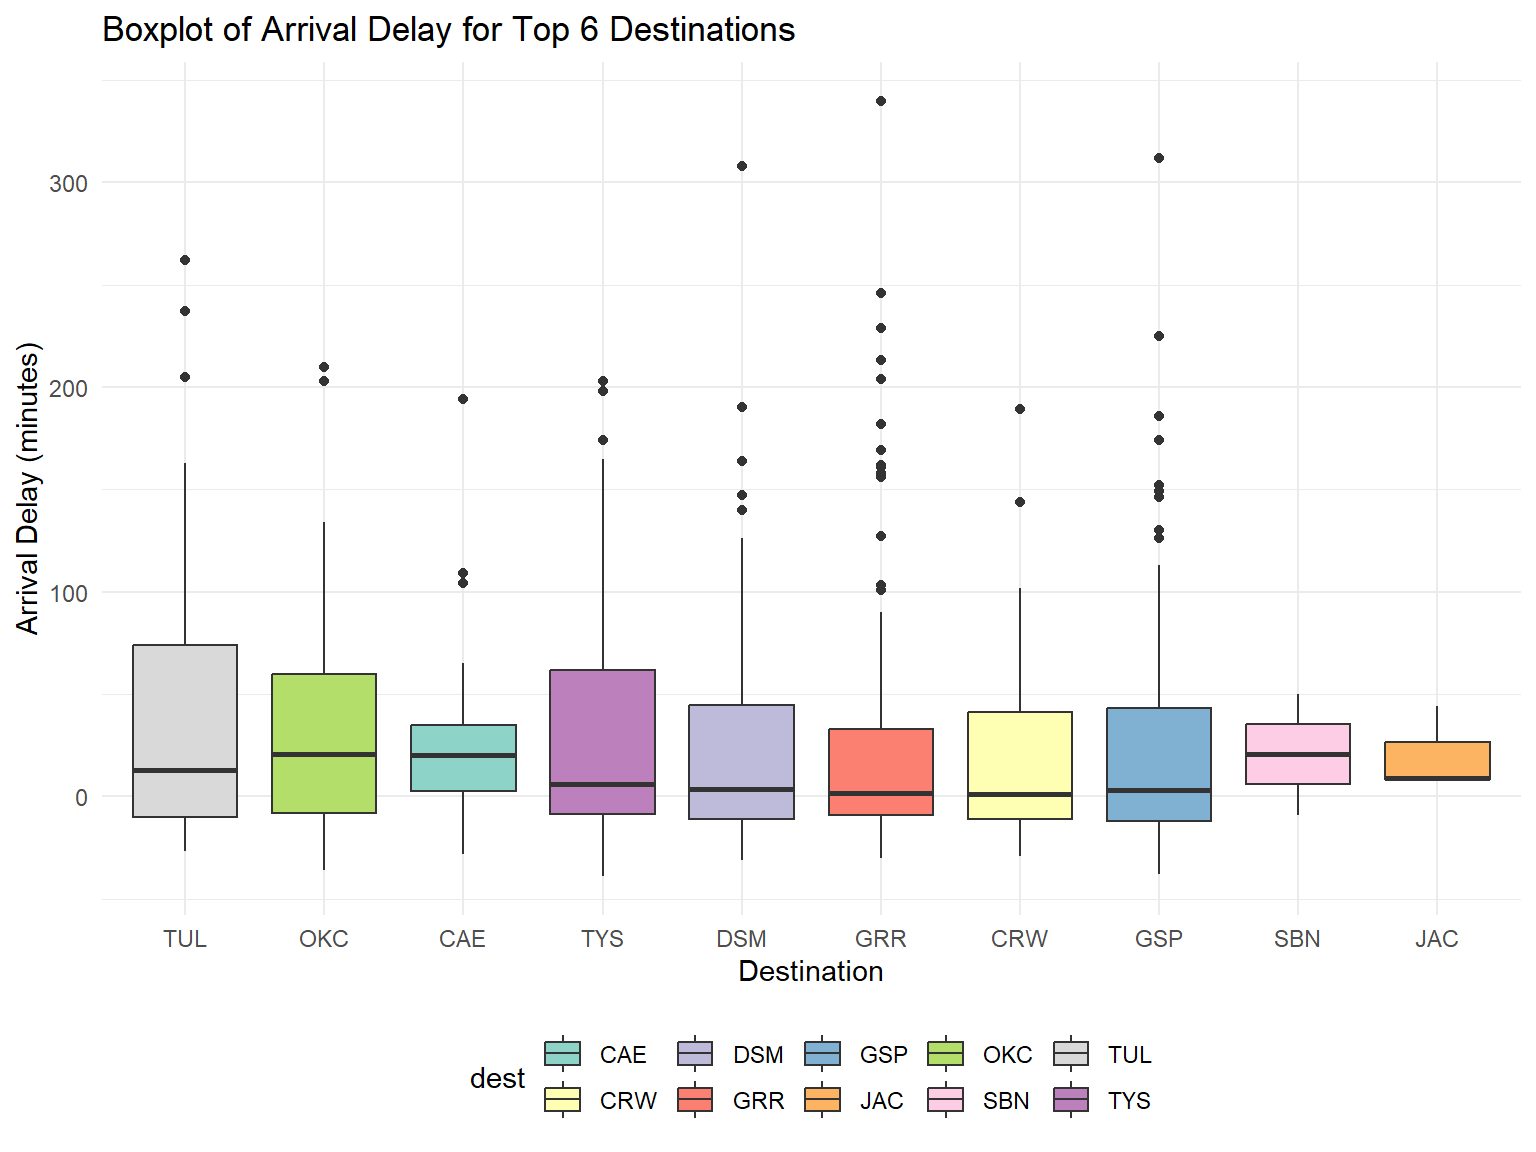 Boxplot of Arrival Delay for Top 6 Destinations
Arrival Delay (minutes)
300
200
100
0
TUL OKC CAE TYS DSM GRR CRW GSP SBN JAC
Destination
dest
CAE DSM GSP OKC TUL
CRW GRR JAC SBN TYS